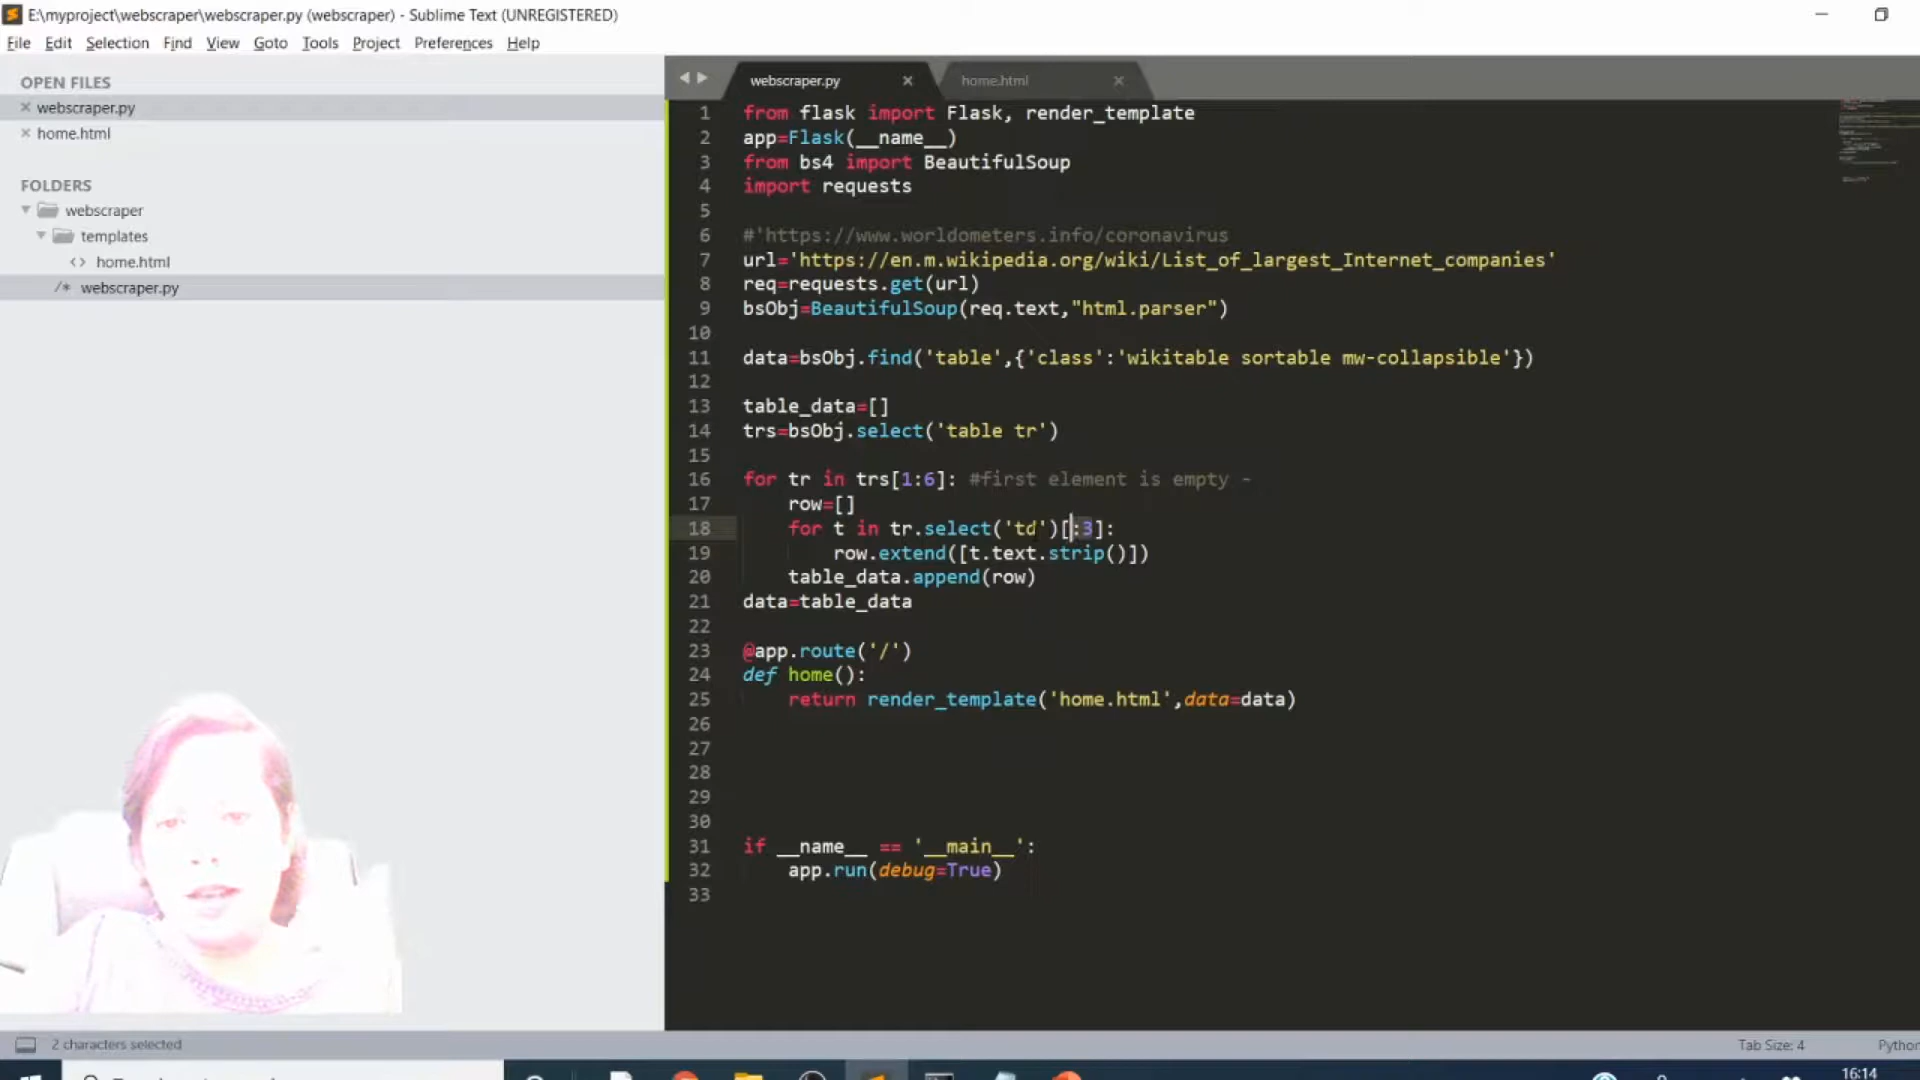 E:\myproject\webscraper\webscraper.py (webscraper) - Sublime Text (UNREGISTERED)
File Edit Selection Find View Goto Tools Project Preferences Help
OPEN FILES
webscraper.py
home.html
FOLDERS
webscraper
templates
<> home.html
/* webscraper.py
webscraper.py
home.html
1 from flask import Flask, render_template
2 app=Flask(__name__)
3 from bs4 import BeautifulSoup
4 import requests
5
6 #'https://www.worldometers.info/coronavirus
7 url='https://en.m.wikipedia.org/wiki/List_of_largest_Internet_companies'
8 req=requests.get(url)
9 bsObj=BeautifulSoup(req.text,"html.parser")
10
11 data=bsObj.find('table',{'class':'wikitable sortable mw-collapsible'})
12
13 table_data=[]
14 trs=bsObj.select('table tr')
15
16 for tr in trs[1:6]: #first element is empty -
17 row=[]
18 for t in tr.select('td')[:3]:
19 row.extend([t.text.strip()])
20 table_data.append(row)
21 data=table_data
22
23 @app.route('/')
24 def home():
25 return render_template('home.html',data=data)
26
27
28
29
30
31 if __name__ == '__main__':
32 app.run(debug=True)
33
2 characters selected
Tab Size: 4
Python
16:14